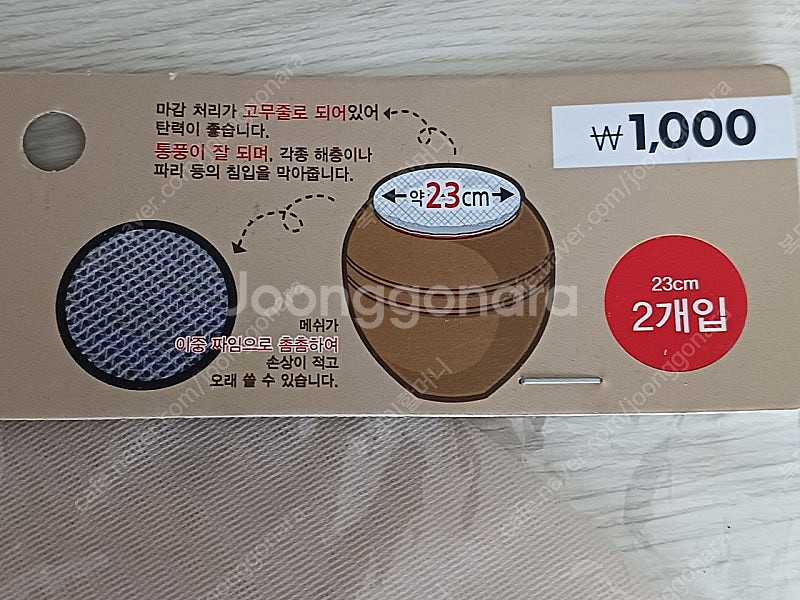 마감 처리가 고무줄로 되어있어
탄력이 좋습니다.
통풍이 잘 되며, 각종 해충이나
파리 등의 침입을 막아줍니다.
₩1,000
약23cm
23cm
2개입
메쉬가
이중 짜임으로 촘촘하여
손상이 적고
오래 쓸 수 있습니다.
Joonggonara